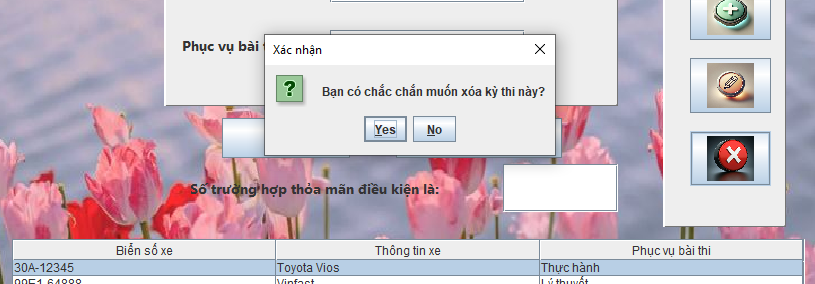 Xác nhận
Phục vụ bài t
Bạn có chắc chắn muốn xóa kỳ thi này?
Yes
No
Số trường hợp thỏa mãn điều kiện là:
Biển số xe Thông tin xe Phục vụ bài thi
30A-12345 Toyota Vios Thực hành
99E1-64888 Vinfast Lý thuyết